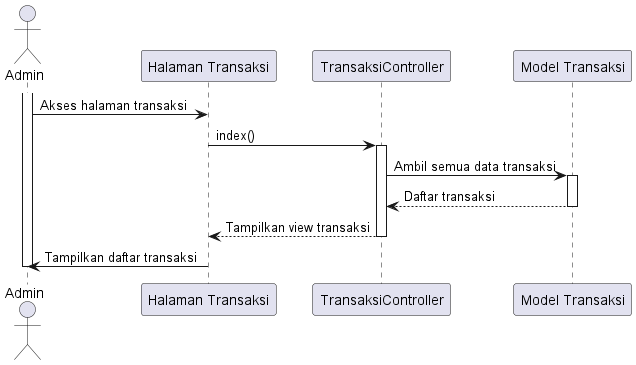 Admin
Halaman Transaksi
TransaksiController
Model Transaksi
Akses halaman transaksi
index()
Ambil semua data transaksi
Daftar transaksi
Tampilkan view transaksi
Tampilkan daftar transaksi
Admin
Halaman Transaksi
TransaksiController
Model Transaksi